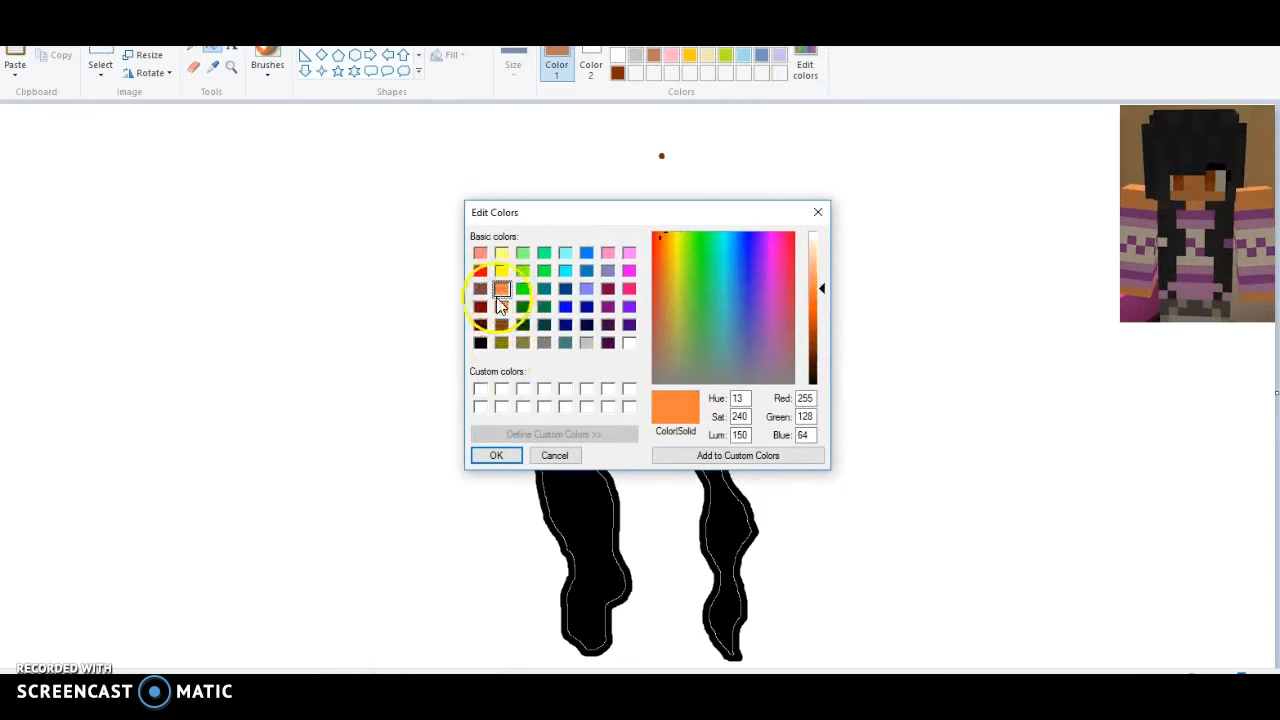 Paste
Copy
Select
Resize
Rotate
Brushes
Fill
Size
Color 1
Color 2
Edit colors
Clipboard
Image
Tools
Shapes
Colors
Edit Colors
Basic colors:
Custom colors:
Define Custom Colors >>
OK
Cancel
Color|Solid
Hue: 13
Sat: 240
Lum: 150
Red: 255
Green: 128
Blue: 64
Add to Custom Colors
RECORDED WITH
SCREENCAST MATIC